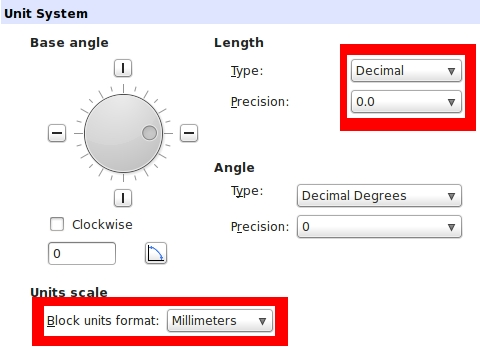 Unit System
Base angle
Clockwise
0
Length
Type: Decimal
Precision: 0.0
Angle
Type: Decimal Degrees
Precision: 0
Units scale
Block units format: Millimeters